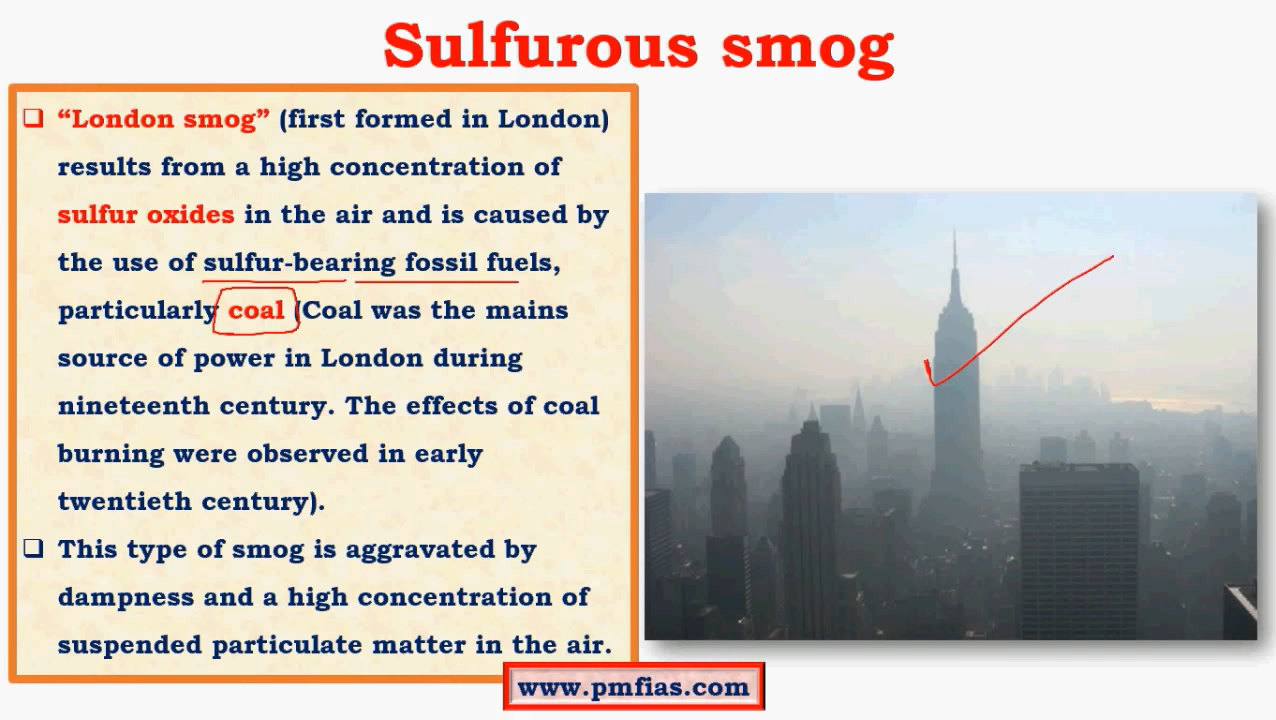 Sulfurous smog
❑ “London smog” (first formed in London)
results from a high concentration of
sulfur oxides in the air and is caused by
the use of sulfur-bearing fossil fuels,
particularly coal (Coal was the mains
source of power in London during
nineteenth century. The effects of coal
burning were observed in early
twentieth century).
❑ This type of smog is aggravated by
dampness and a high concentration of
suspended particulate matter in the air.
www.pmfias.com